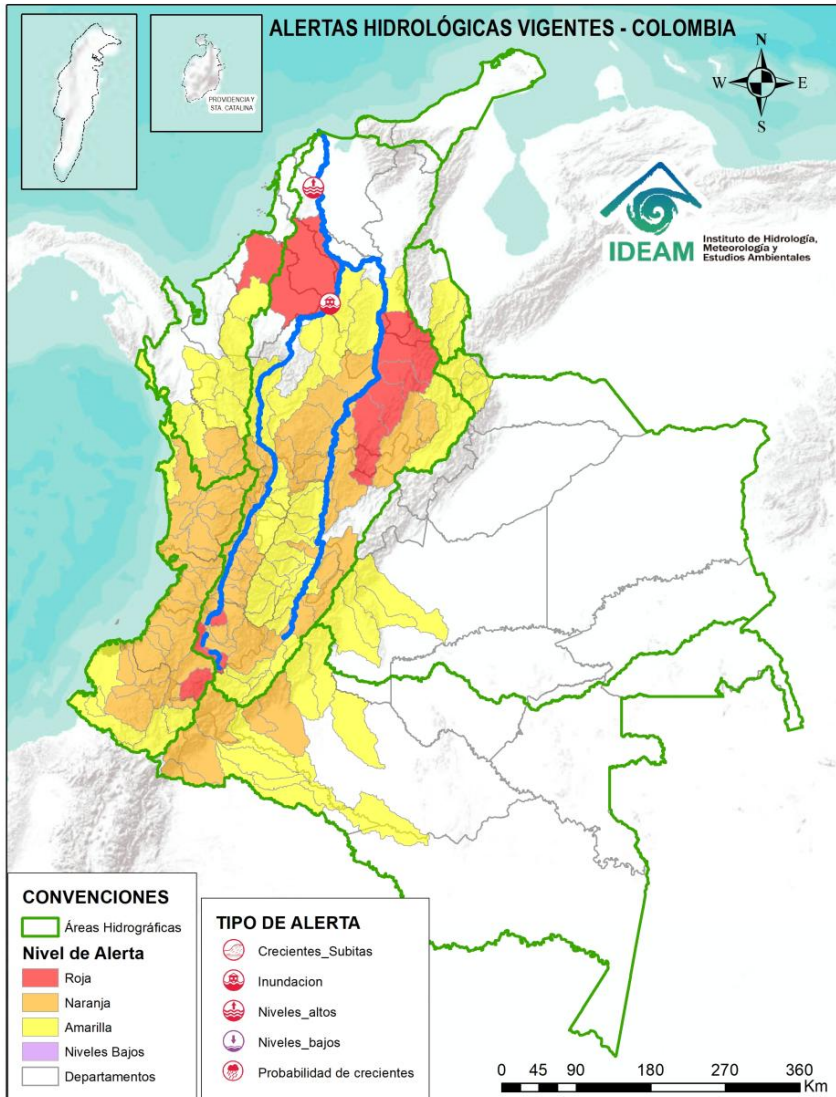 ALERTAS HIDROLÓGICAS VIGENTES - COLOMBIA
PROVIDENCIA Y
STA. CATALINA
N
W
E
S
IDEAM
Instituto de Hidrología,
Meteorología y
Estudios Ambientales
CONVENCIONES
Áreas Hidrográficas
Nivel de Alerta
Roja
Naranja
Amarilla
Niveles Bajos
Departamentos
TIPO DE ALERTA
Crecientes_Subitas
Inundacion
Niveles_altos
Niveles_bajos
Probabilidad de crecientes
0 45 90 180 270 360
Km